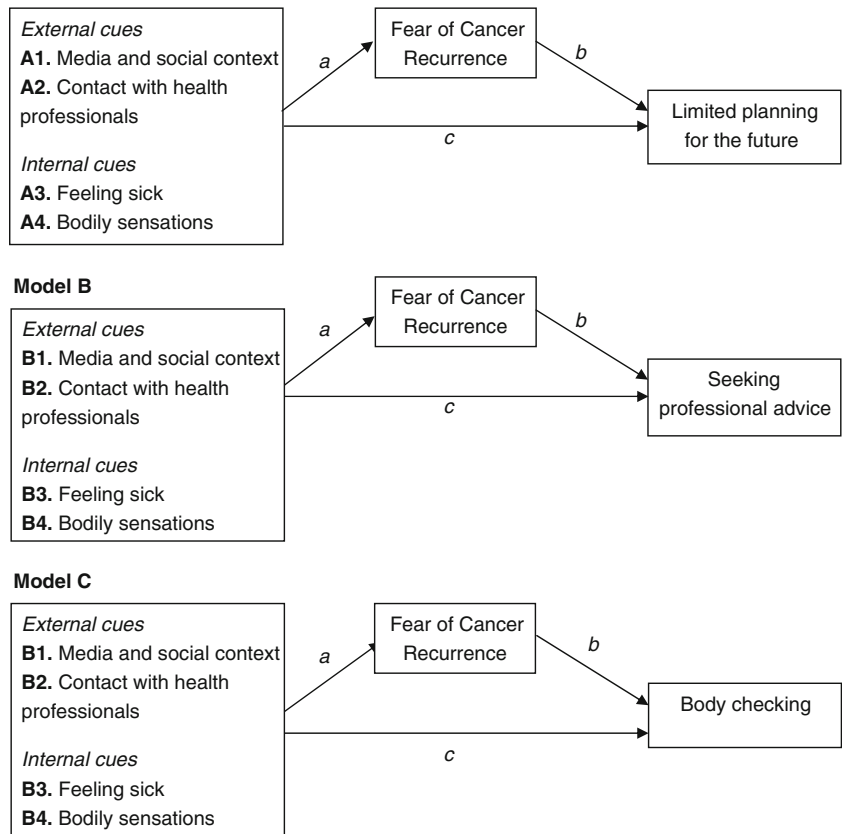 External cues
A1. Media and social context
A2. Contact with health
professionals
Internal cues
A3. Feeling sick
A4. Bodily sensations
a
Fear of Cancer
Recurrence
b
c
Limited planning
for the future
Model B
External cues
B1. Media and social context
B2. Contact with health
professionals
Internal cues
B3. Feeling sick
B4. Bodily sensations
a
Fear of Cancer
Recurrence
b
c
Seeking
professional advice
Model C
External cues
B1. Media and social context
B2. Contact with health
professionals
Internal cues
B3. Feeling sick
B4. Bodily sensations
a
Fear of Cancer
Recurrence
b
c
Body checking